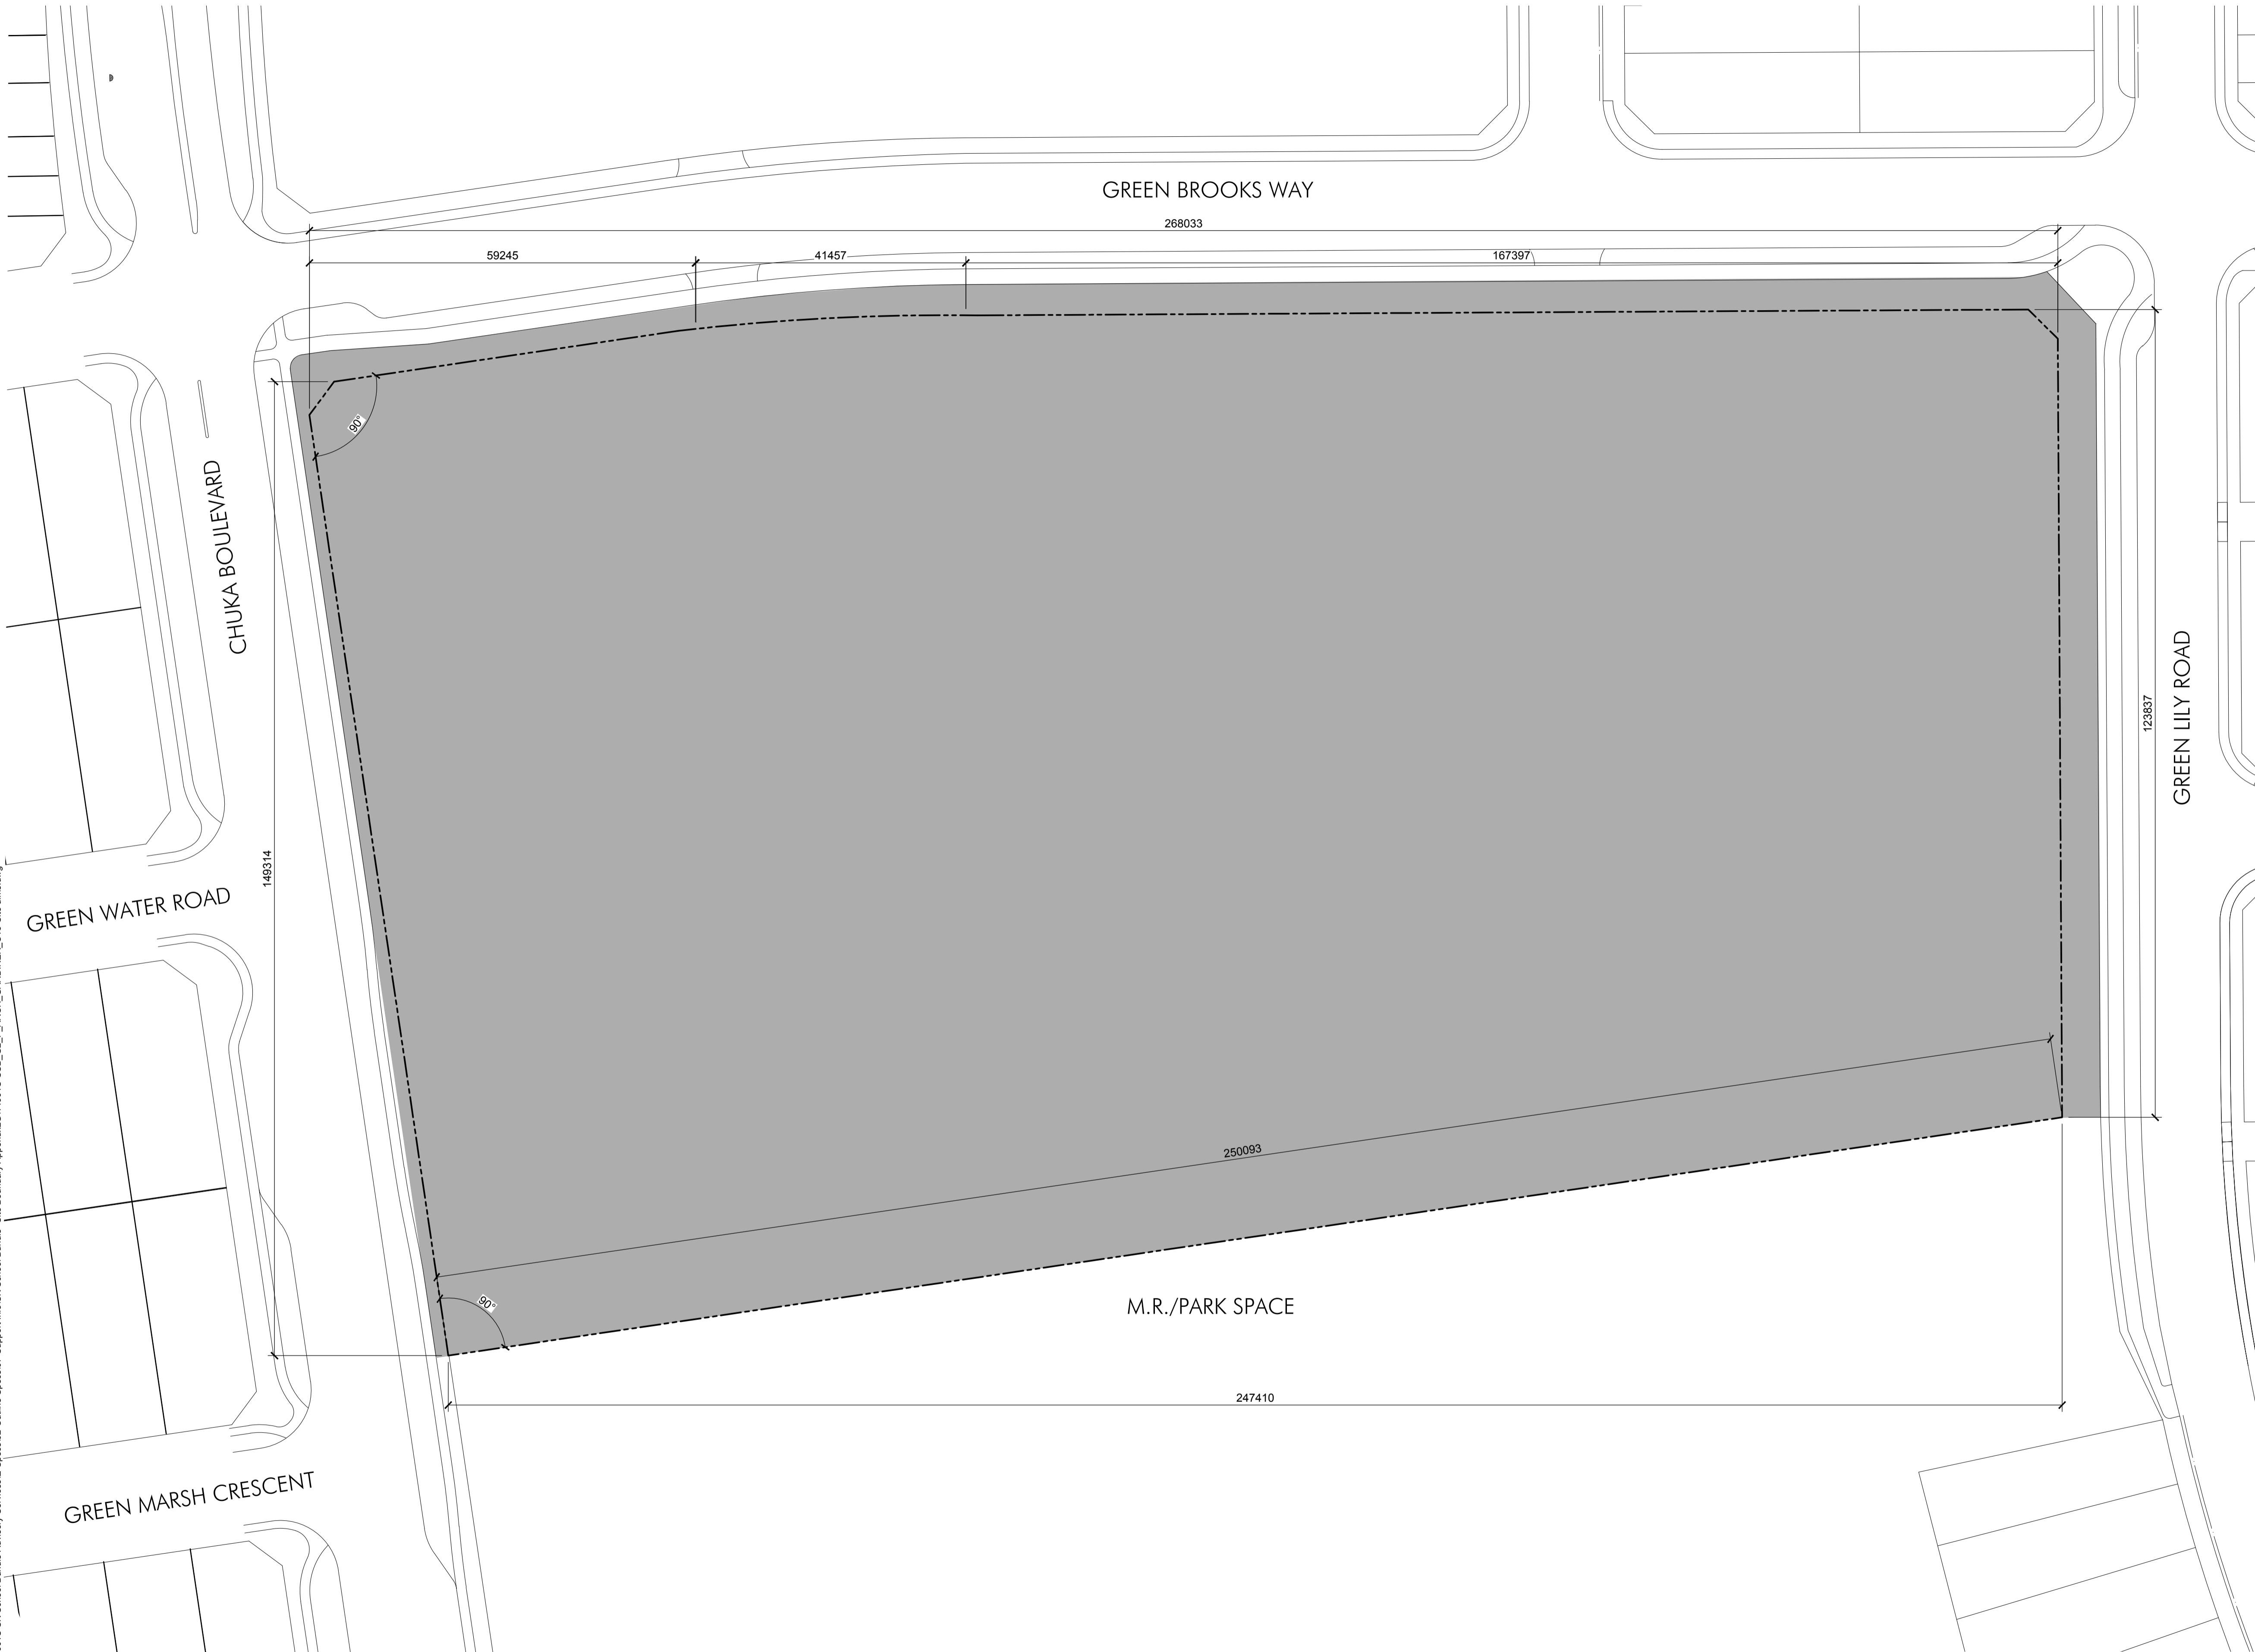 GREEN BROOKS WAY
268033
59245
41457
167397
90°
CHUKA BOULEVARD
GREEN LILY ROAD
123837
149314
GREEN WATER ROAD
250093
90°
M.R./PARK SPACE
247410
GREEN MARSH CRESCENT